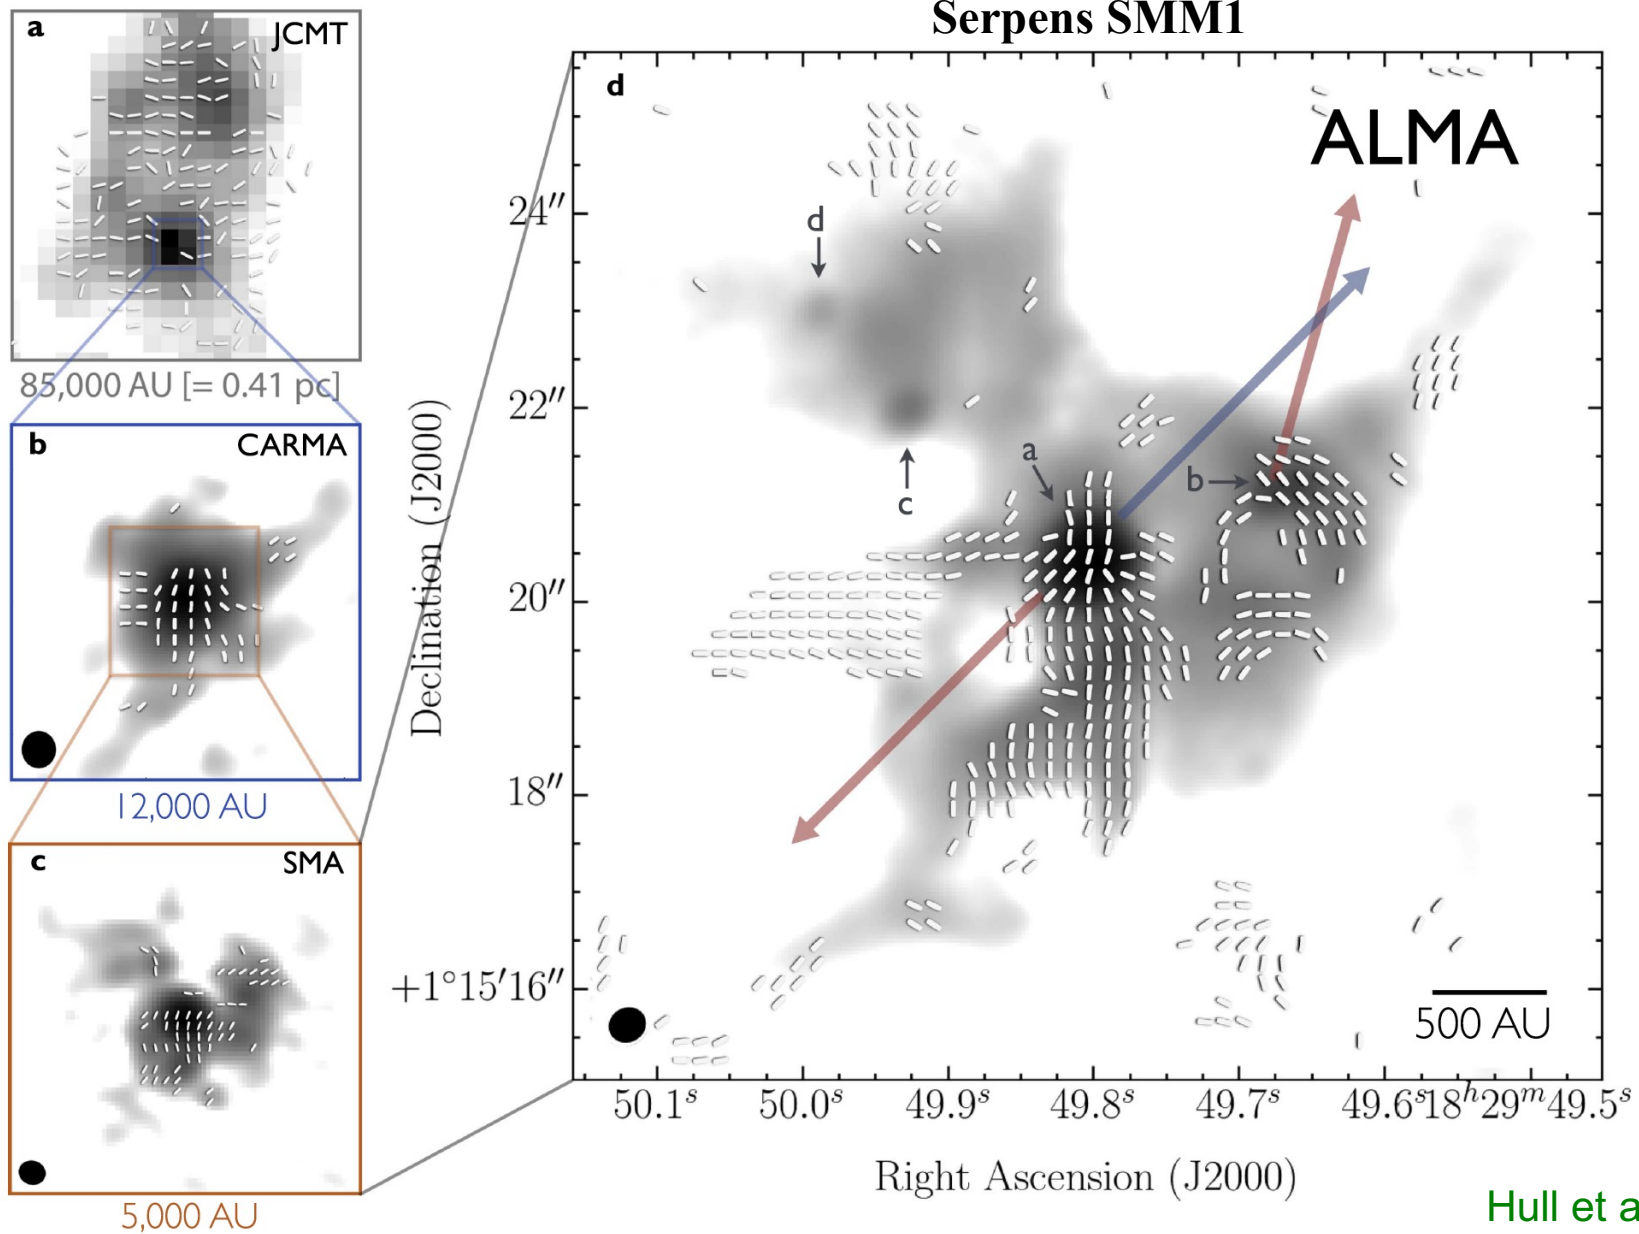 Serpens SMM1
a
JCMT
85,000 AU [= 0.41 pc]
b
CARMA
12,000 AU
c
SMA
5,000 AU
d
ALMA
d
c
a
b
24″
22″
20″
18″
+1°15′16″
Declination (J2000)
500 AU
50.1ˢ 50.0ˢ 49.9ˢ 49.8ˢ 49.7ˢ 49.6ˢ 18ʰ29ᵐ49.5ˢ
Right Ascension (J2000)
Hull et a